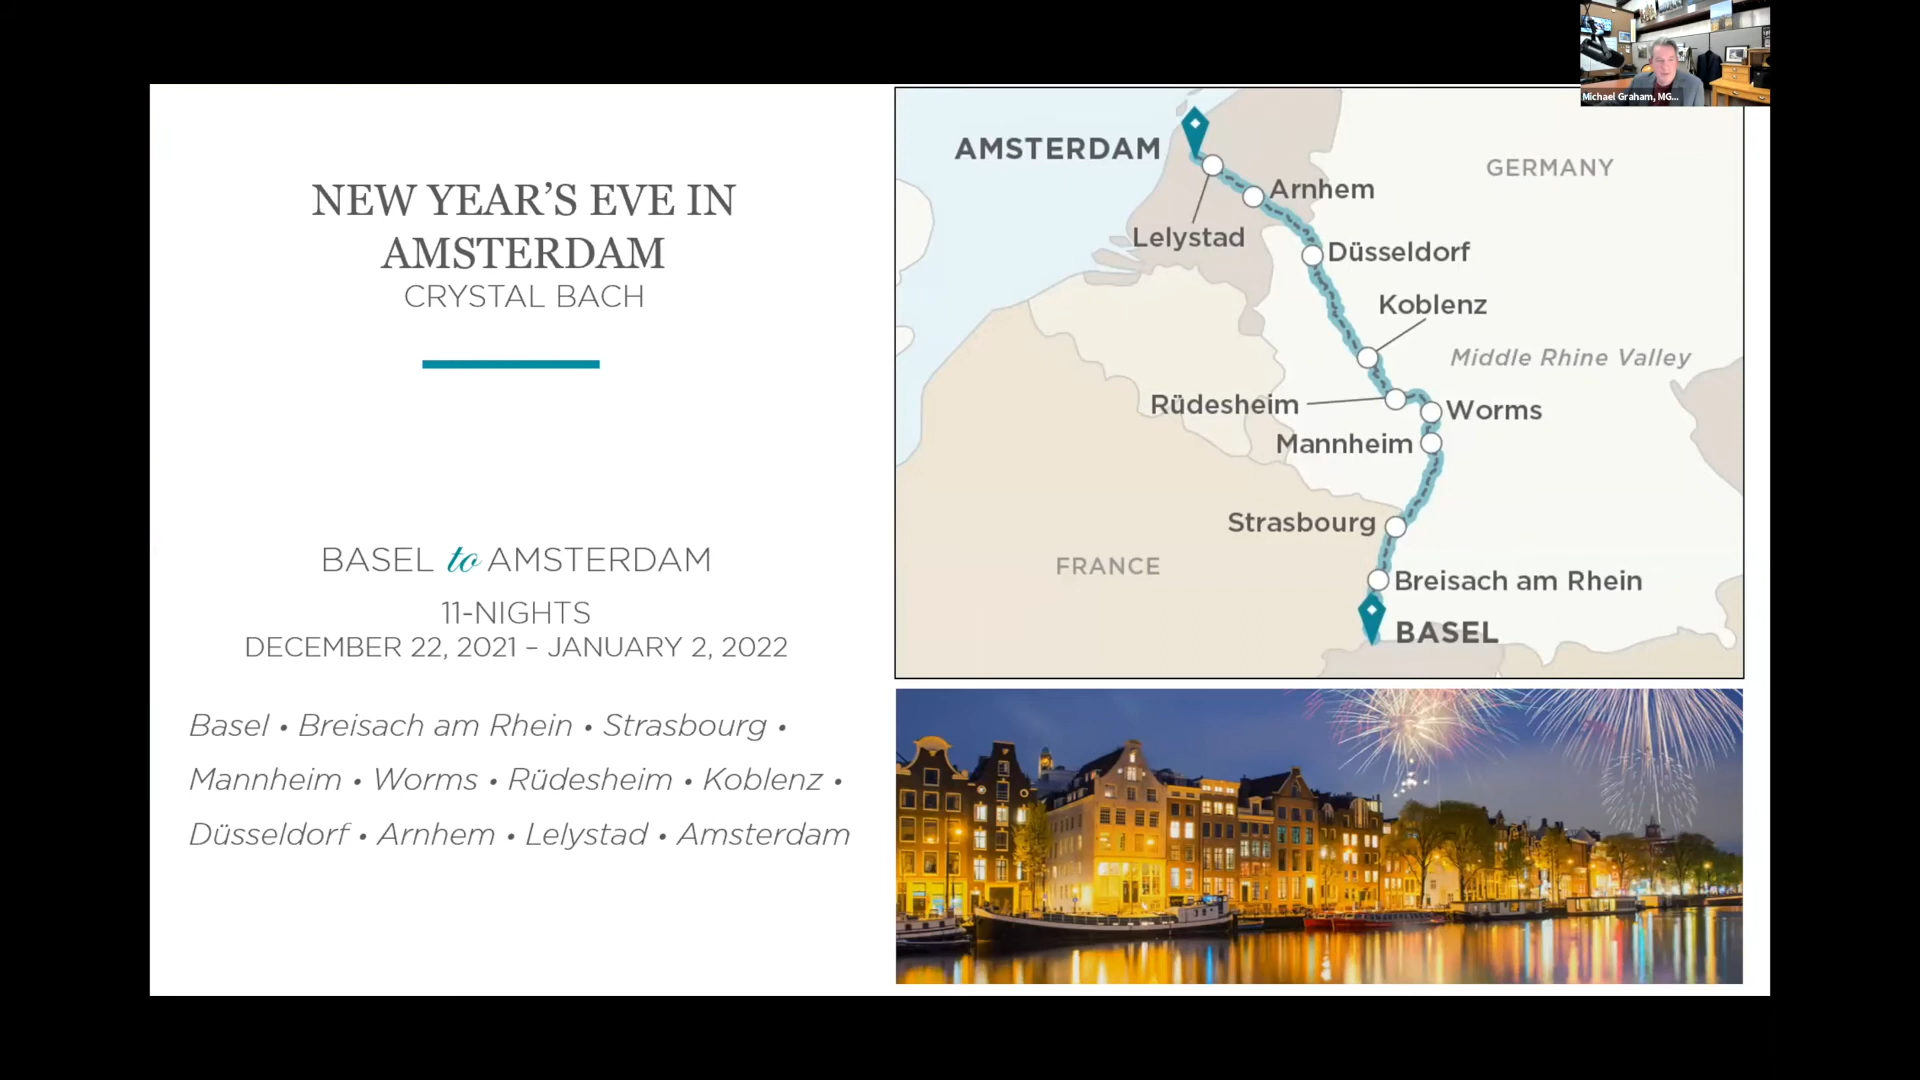 Michael Graham, MG...
NEW YEAR'S EVE IN
AMSTERDAM
CRYSTAL BACH
BASEL to AMSTERDAM
11-NIGHTS
DECEMBER 22, 2021 – JANUARY 2, 2022
Basel • Breisach am Rhein • Strasbourg •
Mannheim • Worms • Rüdesheim • Koblenz •
Düsseldorf • Arnhem • Lelystad • Amsterdam
AMSTERDAM
GERMANY
Arnhem
Lelystad
Düsseldorf
Koblenz
Middle Rhine Valley
Rüdesheim
Worms
Mannheim
Strasbourg
FRANCE
Breisach am Rhein
BASEL